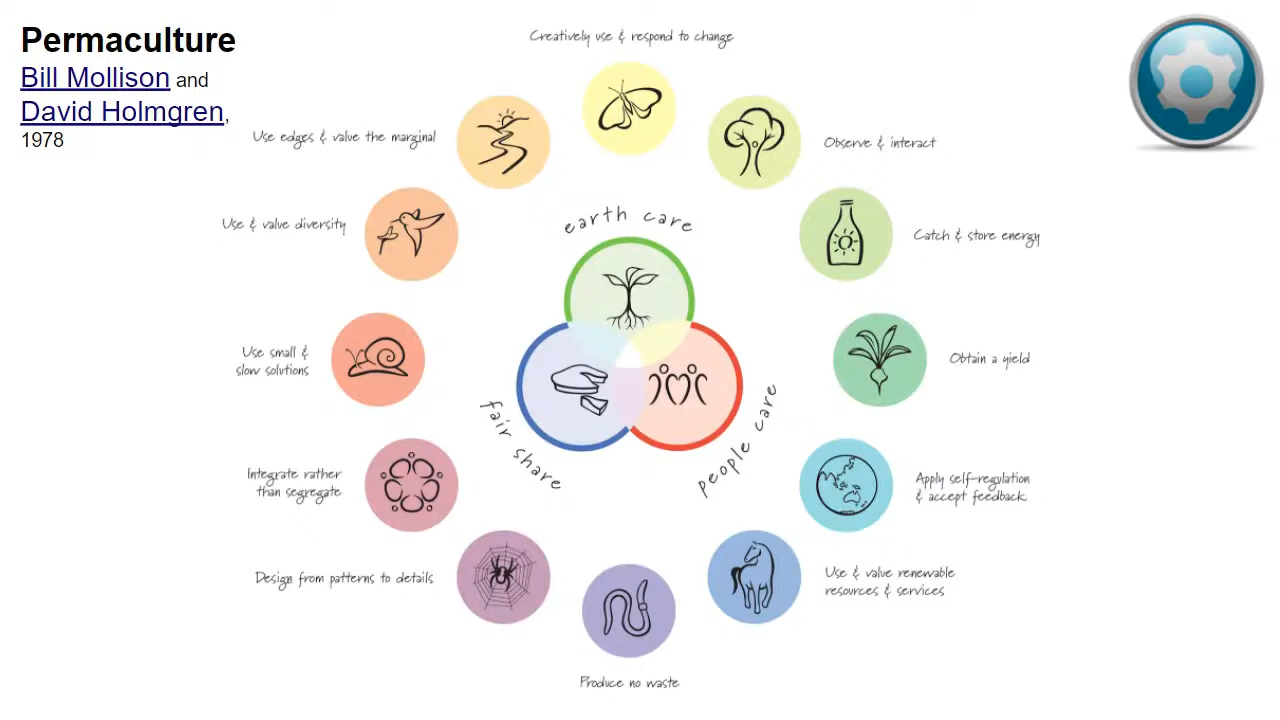 Permaculture
Bill Mollison and
David Holmgren,
1978
Creatively use & respond to change
Use edges & value the marginal
Observe & interact
Use & value diversity
Catch & store energy
earth care
Use small &
slow solutions
Obtain a yield
fair share
people care
Integrate rather
than segregate
Apply self-regulation
& accept feedback
Design from patterns to details
Use & value renewable
resources & services
Produce no waste